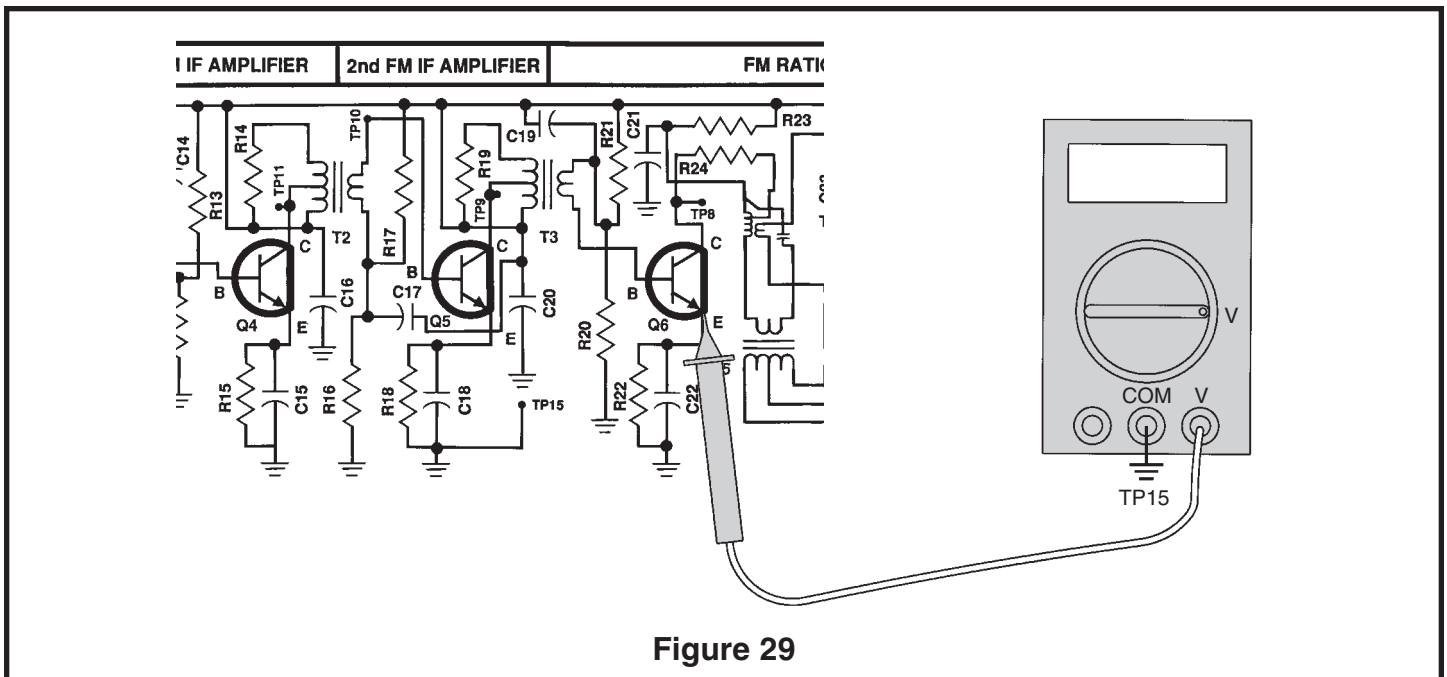 I IF AMPLIFIER
2nd FM IF AMPLIFIER
FM RATIO
C14
R13
R14
TP11
C
T2
TP10
R17
C19
R19
TP9
C
T3
R21
C21
R23
R24
TP8
C
B
Q4
E
C16
B
C17
Q5
E
C20
R20
B
Q6
E
R15
C15
R16
R18
C18
TP15
R22
C22
5
V
COM
V
TP15
Figure 29